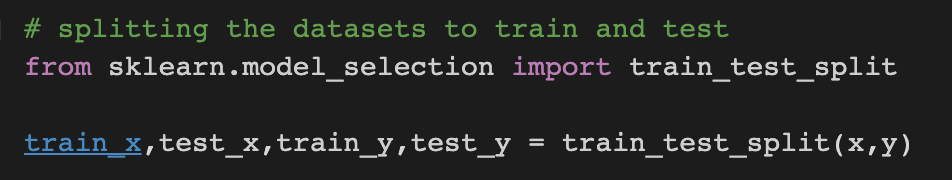 # splitting the datasets to train and test
from sklearn.model_selection import train_test_split
train_x,test_x,train_y,test_y = train_test_split(x,y)